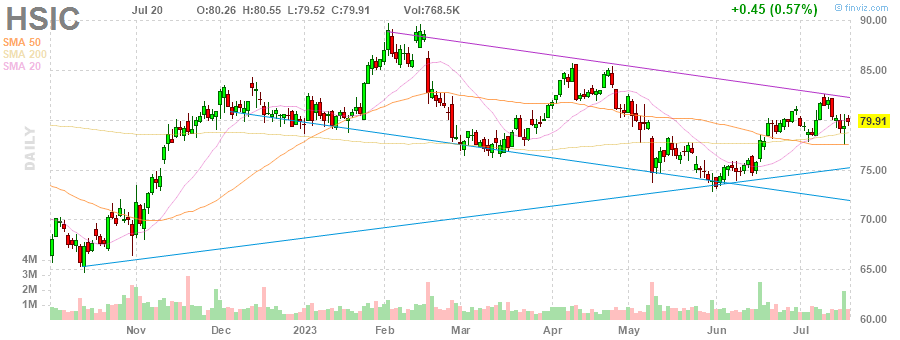 HSIC Jul 20 O:80.26 H:80.55 L:79.52 C:79.91 Vol:768.5K +0.45 (0.57%) © finviz.com
SMA 50
SMA 200
SMA 20
DAILY
90.00
85.00
79.91
75.00
70.00
65.00
60.00
4M
3M
2M
1M
Nov Dec 2023 Feb Mar Apr May Jun Jul